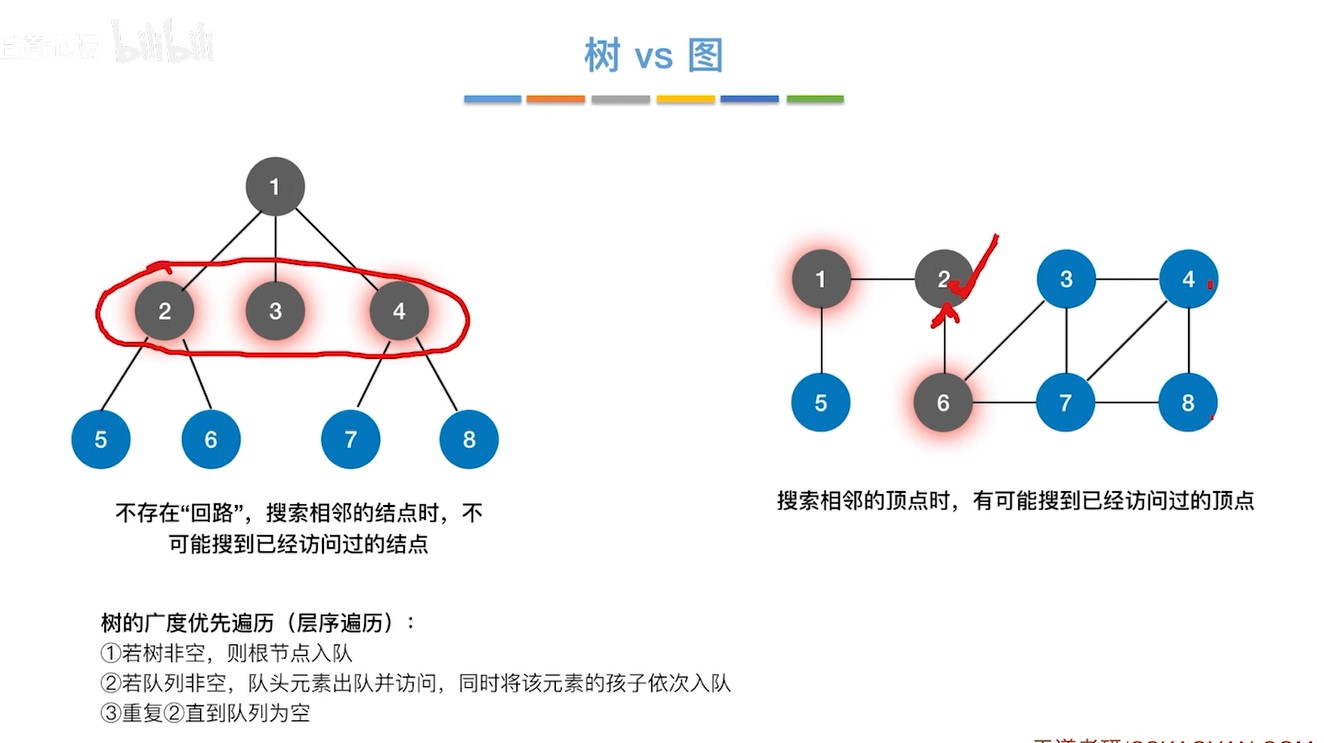 bilibili
树 vs 图
1
2
3
4
5
6
7
8
不存在“回路”，搜索相邻的结点时，不
可能搜到已经访问过的结点
1
2
3
4
5
6
7
8
搜索相邻的顶点时，有可能搜到已经访问过的顶点
树的广度优先遍历（层序遍历）：
①若树非空，则根节点入队
②若队列非空，队头元素出队并访问，同时将该元素的孩子依次入队
③重复②直到队列为空